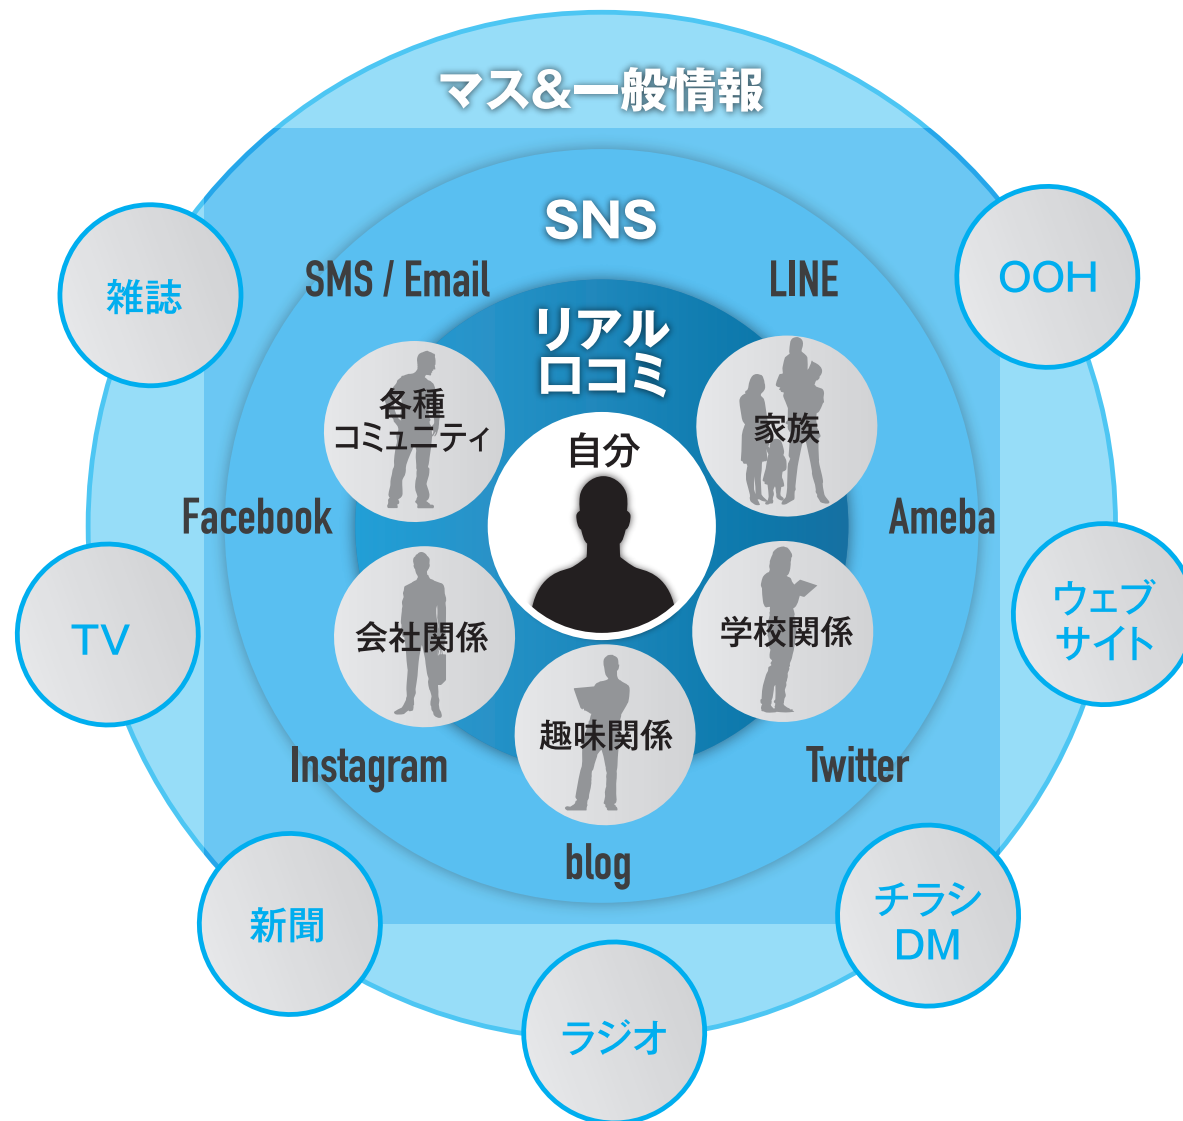 マス&一般情報
SNS
SMS / Email
LINE
雑誌
OOH
リアル
口コミ
各種
コミュニティ
家族
自分
Facebook
Ameba
会社関係
学校関係
TV
ウェブ
サイト
趣味関係
Instagram
Twitter
blog
新聞
チラシ
DM
ラジオ